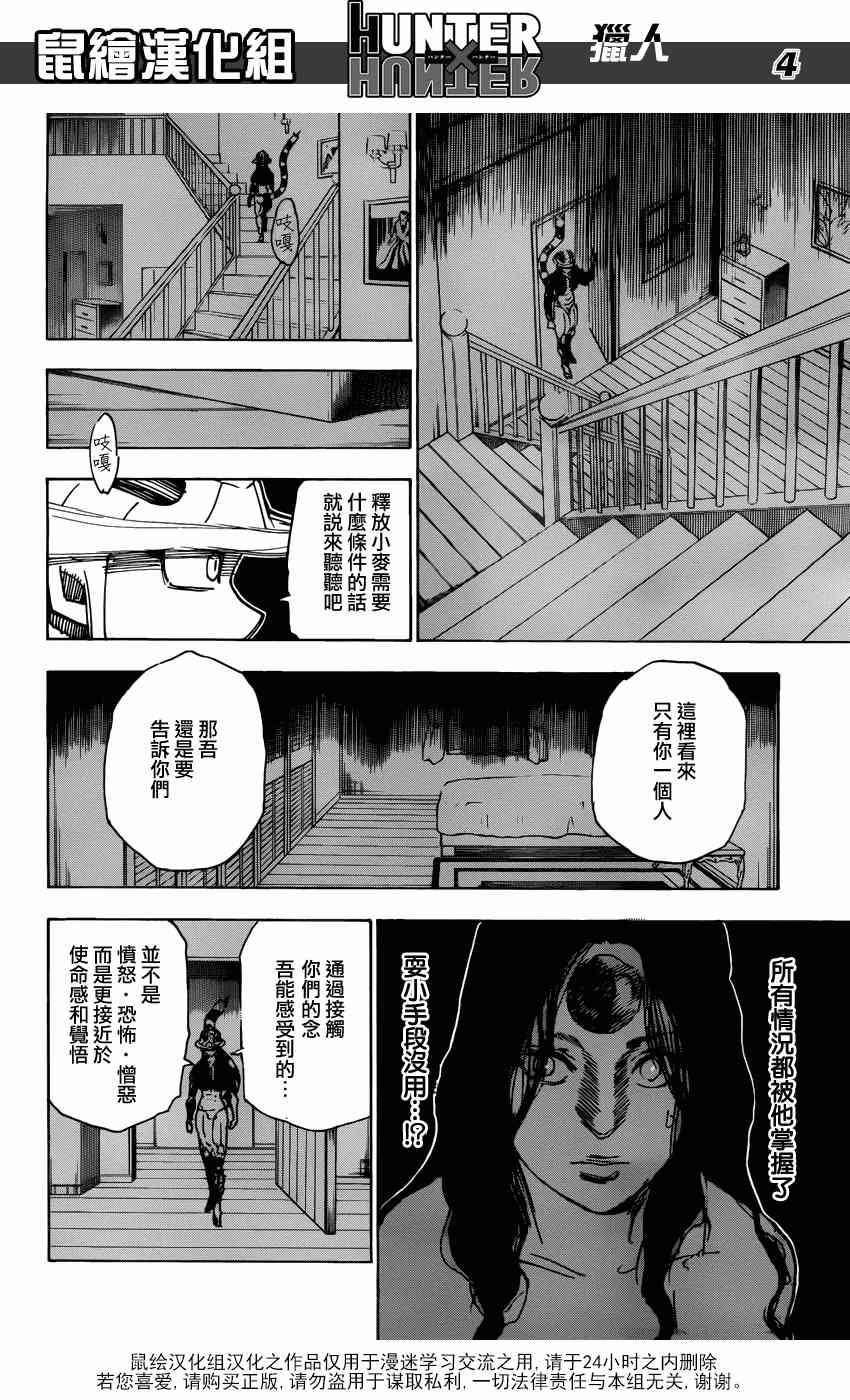 鼠繪漢化組
HUNTER
×
HUNTER
獵人
4
吱嘎
吱嘎
釋放小麥需要
什麼條件的話
就説來聽聽吧
這裡看來
只有你一個人
那吾
還是要
告訴你們
所有情況都被他掌握了
耍小手段沒用…!?
通過接觸
你們的念
吾能感受到的…
並不是
憤怒·恐怖·憎惡
而是更接近於
使命感和覺悟
鼠绘汉化组汉化之作品仅用于漫迷学习交流之用, 请于24小时之内删除
若您喜爱, 请购买正版, 请勿盗用于谋取私利, 一切法律责任与本组无关, 谢谢。